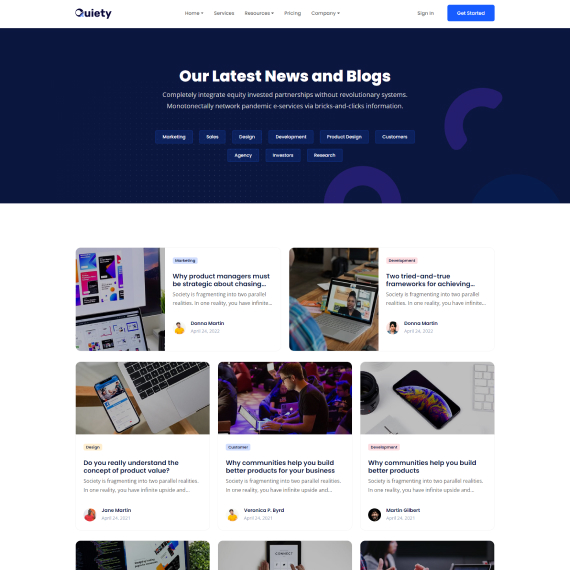 Quiety
Home Services Resources Pricing Company
Sign In Get Started
Our Latest News and Blogs
Completely integrate equity invested partnerships without revolutionary systems.
Monotonectally network pandemic e-services via bricks-and-clicks information.
Marketing Sales Design Development Product Design Customers
Agency Investors Research
Marketing
Why product managers must
be strategic about chasing...
Society is fragmenting into two parallel
realities. In one reality, you have infinite...
Donna Martin
April 24, 2022
Development
Two tried-and-true
frameworks for achieving...
Society is fragmenting into two parallel
realities. In one reality, you have infinite...
Donna Martin
April 24, 2022
Design
Do you really understand the
concept of product value?
Society is fragmenting into two parallel realities.
In one reality, you have infinite upside and...
Jane Martin
April 24, 2021
Customer
Why communities help you build
better products for your business
Society is fragmenting into two parallel realities.
In one reality, you have infinite upside and...
Veronica P. Byrd
April 24, 2021
Development
Why communities help you build
better products
Society is fragmenting into two parallel realities.
In one reality, you have infinite upside and...
Martin Gilbert
April 24, 2021
CONNECT